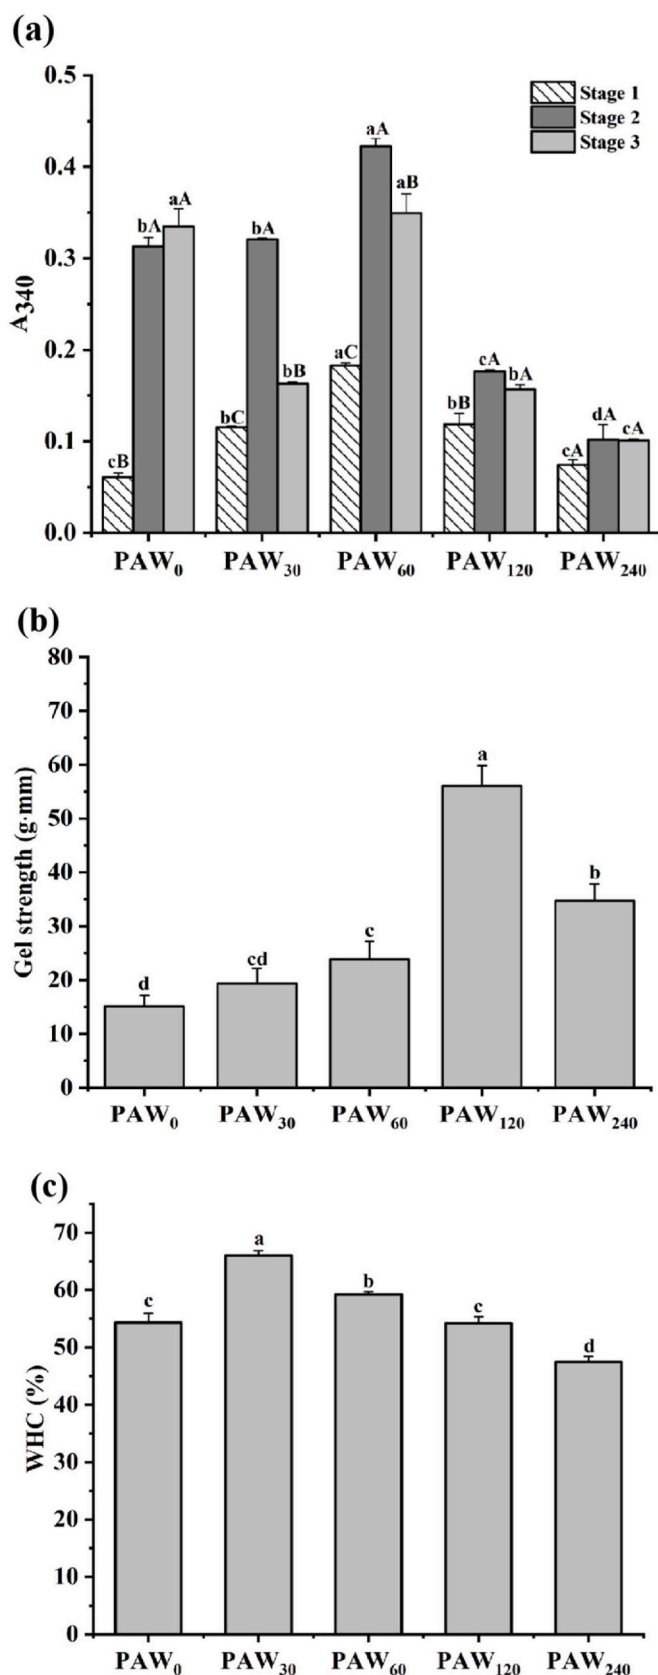 (a)
0.5
0.4
0.3
0.2
0.1
0.0
A340
Stage 1
Stage 2
Stage 3
cB
bA
aA
bC
bA
bB
aC
aA
aB
bB
cA
bA
cA
dA
cA
PAW0 PAW30 PAW60 PAW120 PAW240
(b)
80
70
60
50
40
30
20
10
0
Gel strength (g·mm)
d
cd
c
a
b
PAW0 PAW30 PAW60 PAW120 PAW240
(c)
70
60
50
40
30
20
10
0
WHC (%)
c
a
b
c
d
PAW0 PAW30 PAW60 PAW120 PAW240